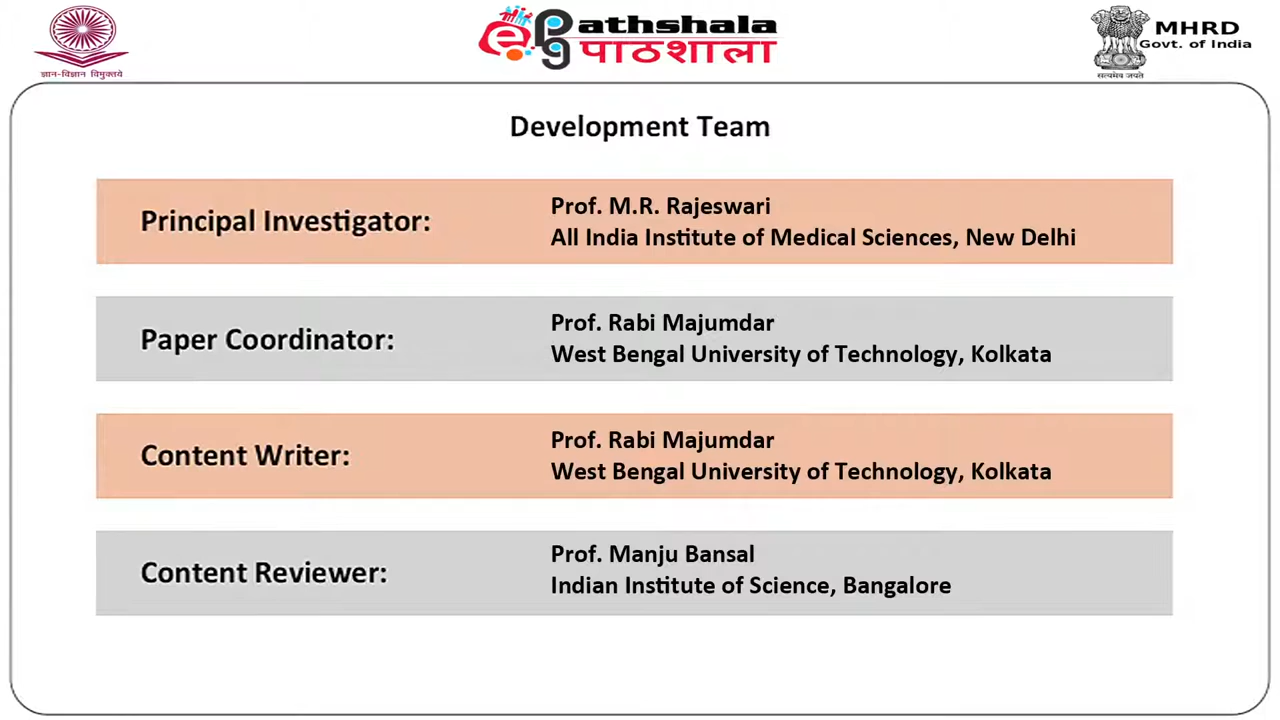 ज्ञान-विज्ञान विमुक्तये
e PG Pathshala
पाठशाला
MHRD
Govt. of India
सत्यमेव जयते
Development Team
Principal Investigator:
Prof. M.R. Rajeswari
All India Institute of Medical Sciences, New Delhi
Paper Coordinator:
Prof. Rabi Majumdar
West Bengal University of Technology, Kolkata
Content Writer:
Prof. Rabi Majumdar
West Bengal University of Technology, Kolkata
Content Reviewer:
Prof. Manju Bansal
Indian Institute of Science, Bangalore